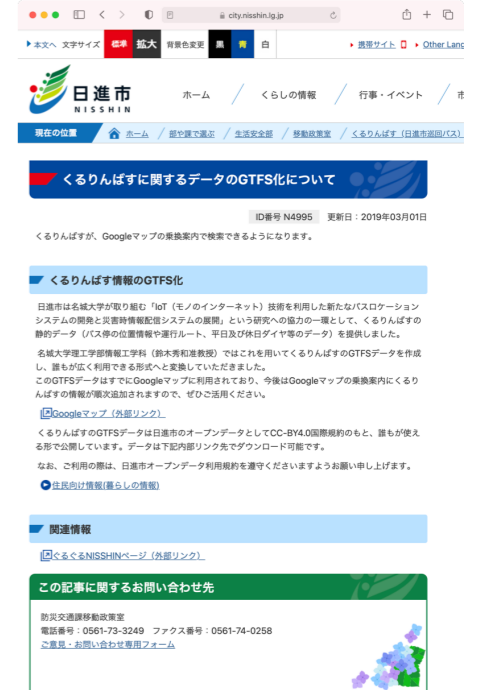 city.nisshin.lg.jp
本文へ 文字サイズ 標準 拡大 背景色変更 黒 青 白 携帯サイト Other Lang
日進市
NISSHIN
ホーム くらしの情報 行事・イベント 市
現在の位置 ホーム 部や課で選ぶ 生活安全部 移動政策室 くるりんばす（日進市巡回バス）
くるりんばすに関するデータのGTFS化について
ID番号 N4995 更新日：2019年03月01日
くるりんばすが、Googleマップの乗換案内で検索できるようになります。
くるりんばす情報のGTFS化
日進市は名城大学が取り組む「IoT（モノのインターネット）技術を利用した新たなバスロケーション
システムの開発と災害時情報配信システムの展開」という研究への協力の一環として、くるりんばすの
静的データ（バス停の位置情報や運行ルート、平日及び休日ダイヤ等のデータ）を提供しました。
名城大学理工学部情報工学科（鈴木秀和准教授）ではこれを用いてくるりんばすのGTFSデータを作成
し、誰もが広く利用できる形式へと変換していただきました。
このGTFSデータはすでにGoogleマップに利用されており、今後はGoogleマップの乗換案内にくるり
んばすの情報が順次追加されますので、ぜひご活用ください。
Googleマップ（外部リンク）
くるりんばすのGTFSデータは日進市のオープンデータとしてCC-BY4.0国際規約のもと、誰もが使え
る形で公開しています。データは下記内部リンク先でダウンロード可能です。
なお、ご利用の際は、日進市オープンデータ利用規約を遵守くださいますようお願い申し上げます。
住民向け情報(暮らしの情報)
関連情報
ぐるぐるNISSHINページ（外部リンク）
この記事に関するお問い合わせ先
防災交通課移動政策室
電話番号：0561-73-3249 ファクス番号：0561-74-0258
ご意見・お問い合わせ専用フォーム